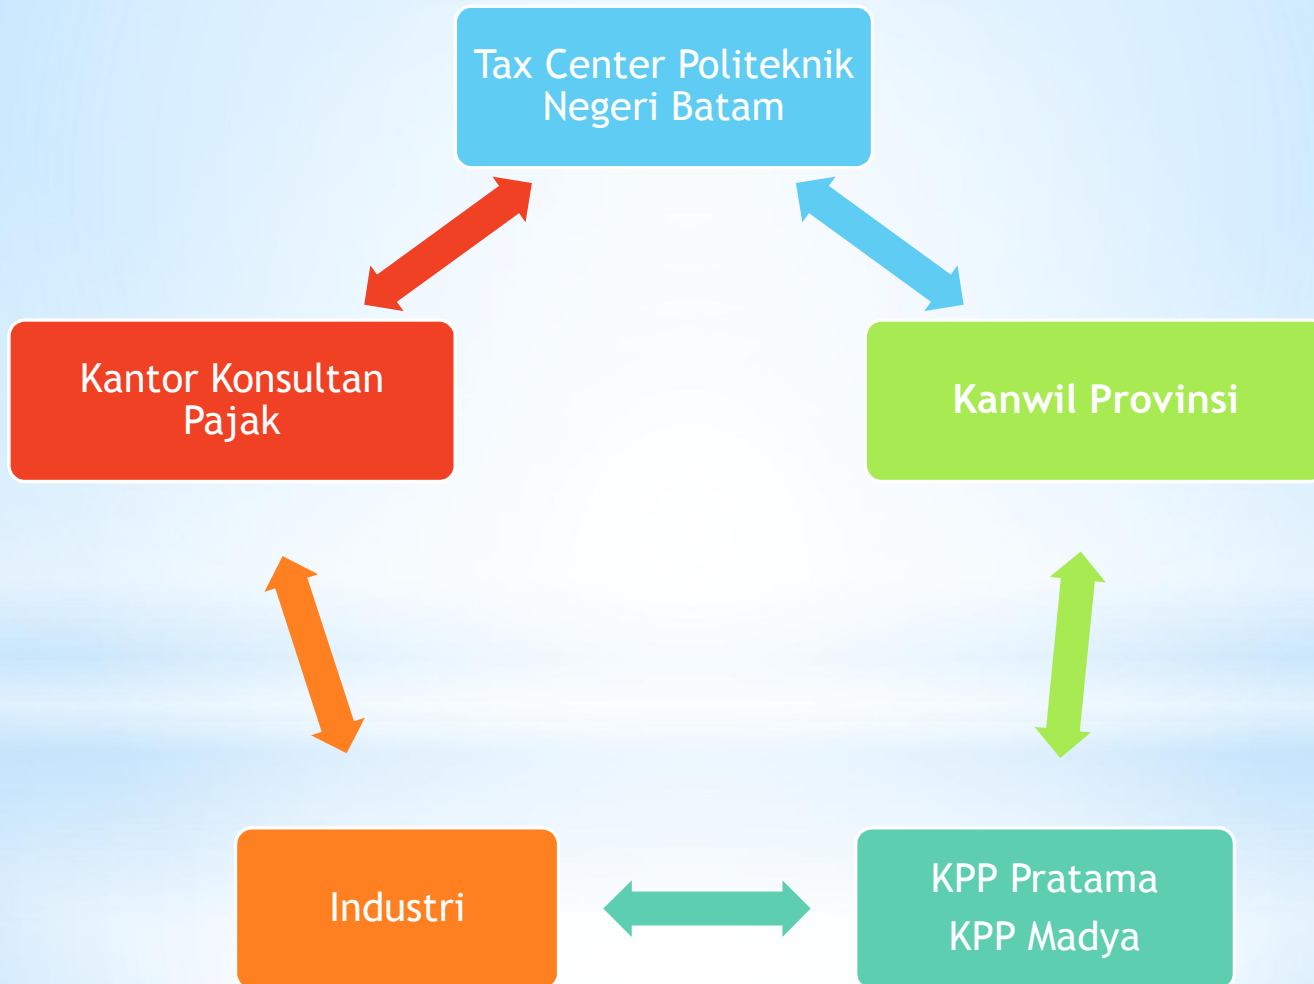 Tax Center Politeknik
Negeri Batam
Kantor Konsultan
Pajak
Kanwil Provinsi
Industri
KPP Pratama
KPP Madya